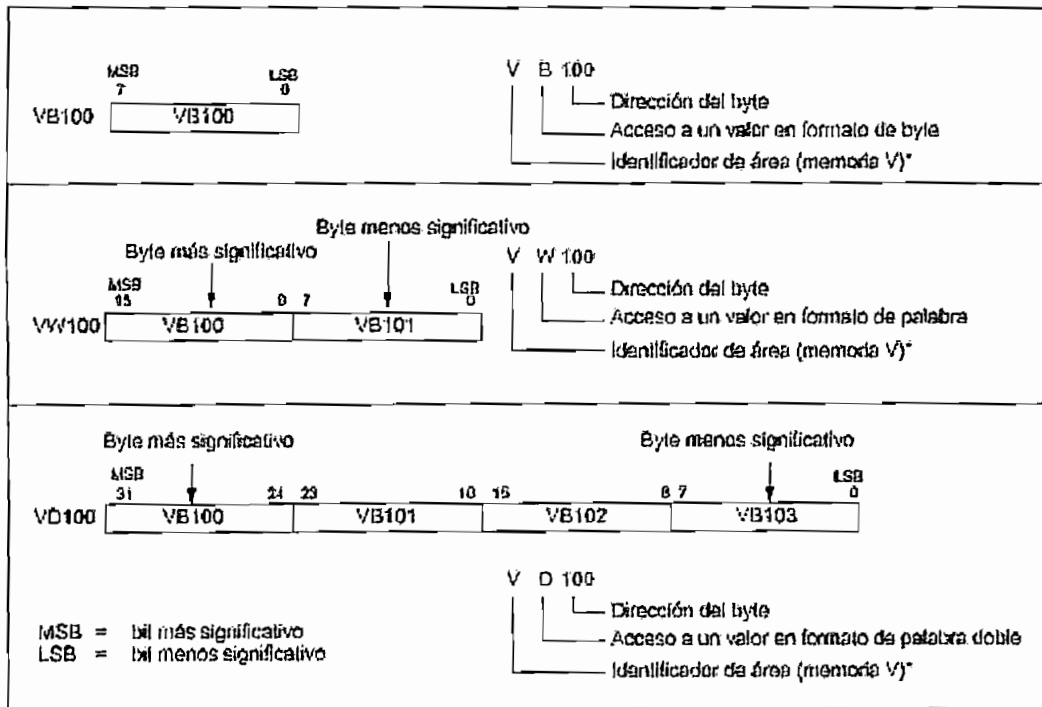 MSB LSB
7 0
VB100 VB100
V B 100
Dirección del byte
Acceso a un valor en formato de byte
Identificador de área (memoria V)*
Byte más significativo
Byte menos significativo
MSB LSB
15 8 7 0
VW100 VB100 VB101
V W 100
Dirección del byte
Acceso a un valor en formato de palabra
Identificador de área (memoria V)*
Byte más significativo Byte menos significativo
MSB LSB
31 24 23 16 15 8 7 0
VD100 VB100 VB101 VB102 VB103
V D 100
Dirección del byte
Acceso a un valor en formato de palabra doble
Identificador de área (memoria V)*
MSB = bit más significativo
LSB = bit menos significativo